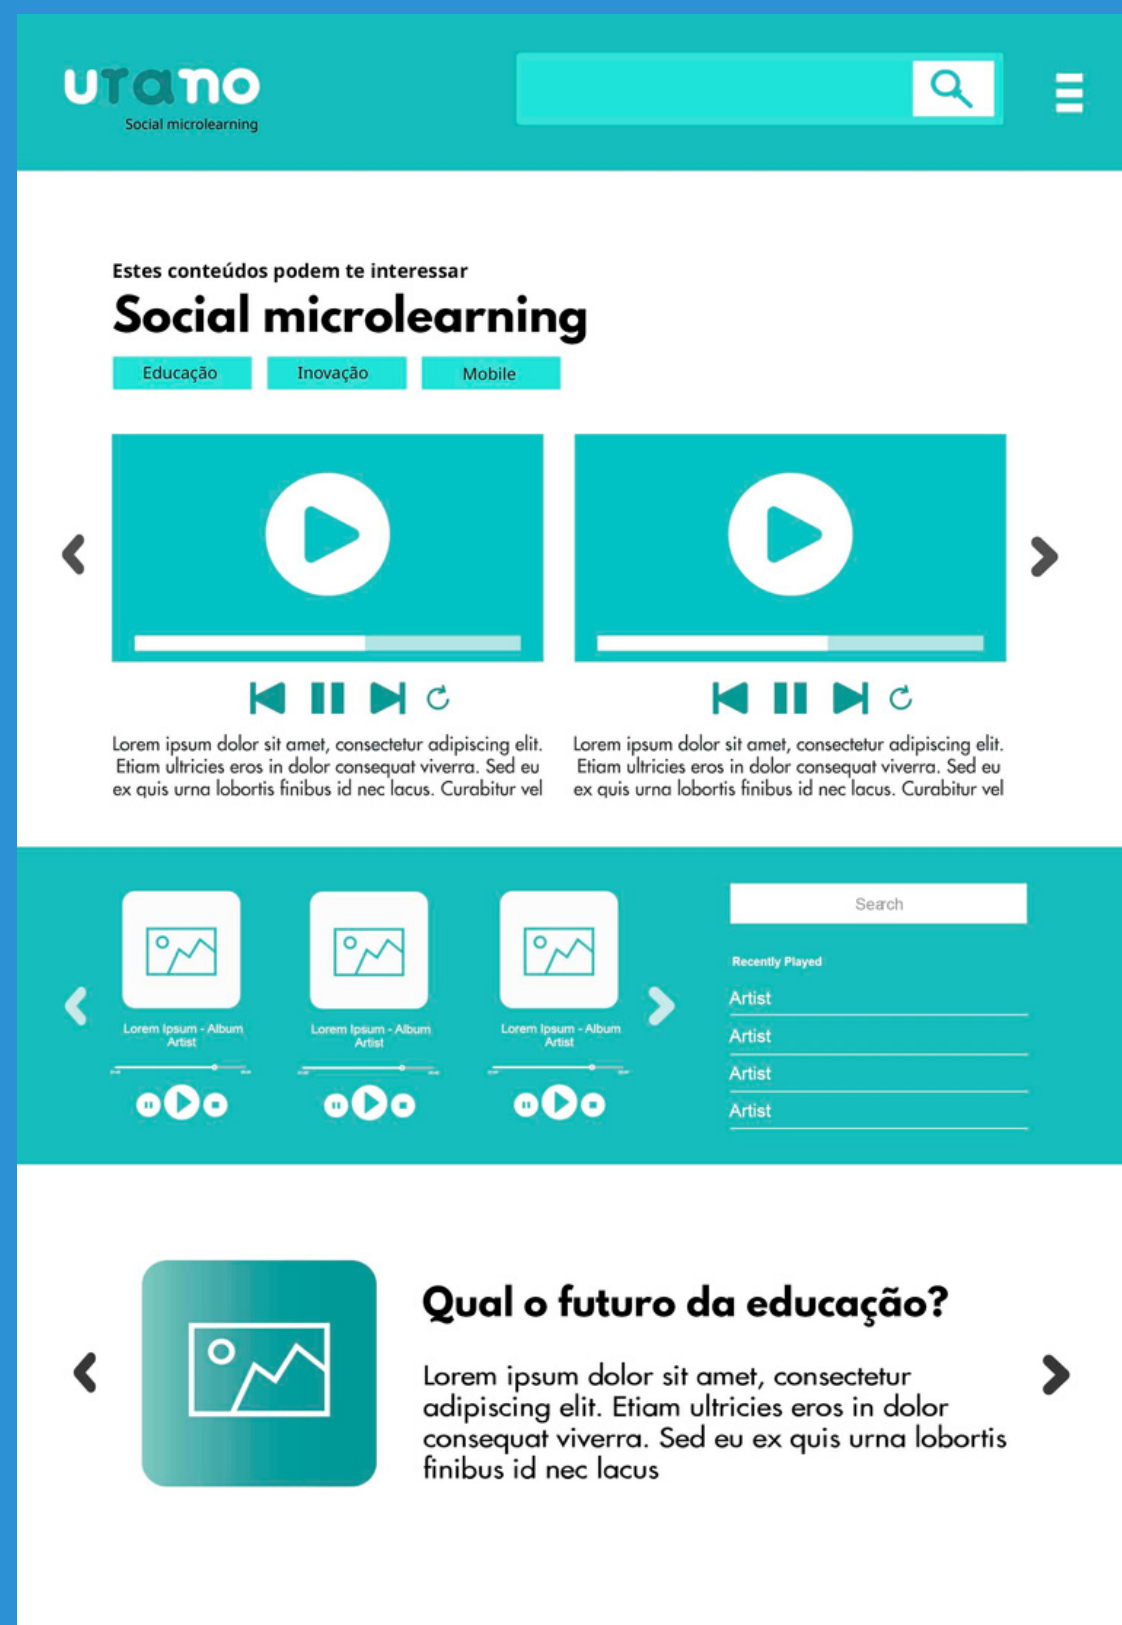 urano
Social microlearning
Estes conteúdos podem te interessar
Social microlearning
Educação
Inovação
Mobile
Lorem ipsum dolor sit amet, consectetur adipiscing elit.
Etiam ultricies eros in dolor consequat viverra. Sed eu
ex quis urna lobortis finibus id nec lacus. Curabitur vel
Lorem ipsum dolor sit amet, consectetur adipiscing elit.
Etiam ultricies eros in dolor consequat viverra. Sed eu
ex quis urna lobortis finibus id nec lacus. Curabitur vel
Lorem Ipsum - Album
Artist
Lorem Ipsum - Album
Artist
Lorem Ipsum - Album
Artist
Search
Recently Played
Artist
Artist
Artist
Artist
Qual o futuro da educação?
Lorem ipsum dolor sit amet, consectetur
adipiscing elit. Etiam ultricies eros in dolor
consequat viverra. Sed eu ex quis urna lobortis
finibus id nec lacus